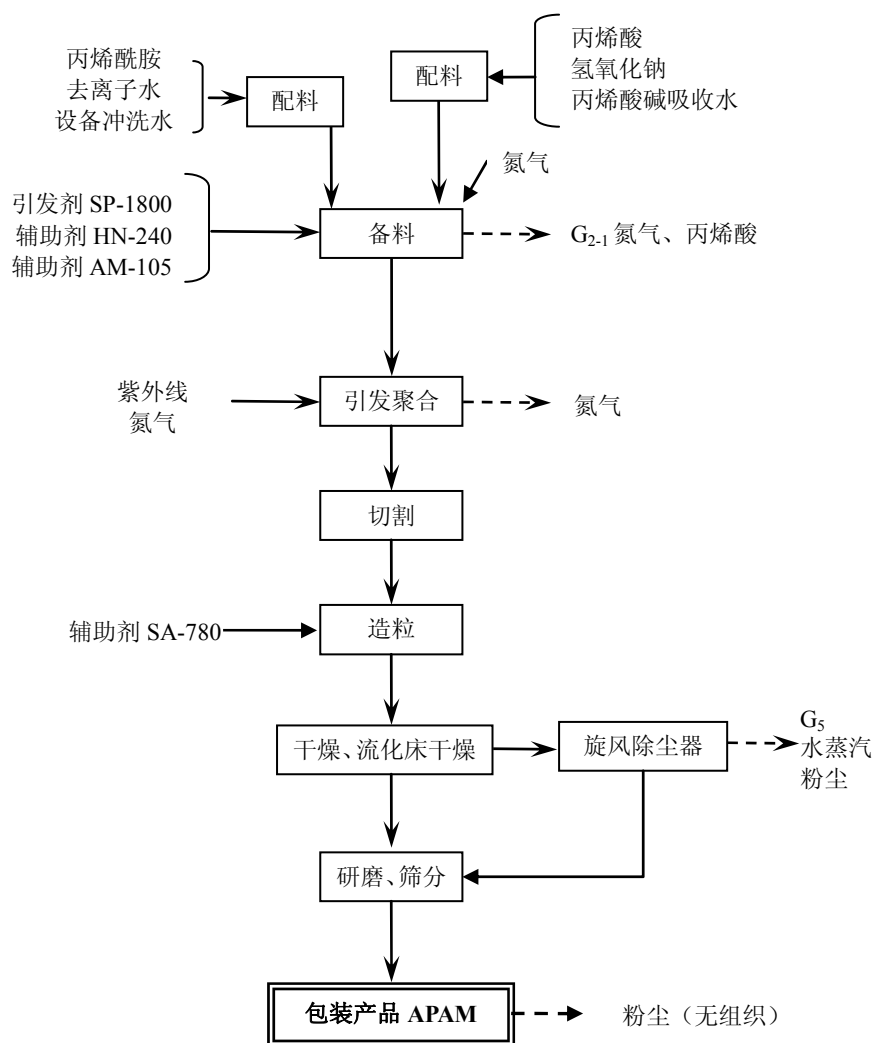 丙烯酰胺
去离子水
设备冲洗水
配料
丙烯酸
氢氧化钠
丙烯酸碱吸收水
配料
氮气
引发剂 SP-1800
辅助剂 HN-240
辅助剂 AM-105
备料
G2-1 氮气、丙烯酸
紫外线
氮气
引发聚合
氮气
切割
辅助剂 SA-780
造粒
干燥、流化床干燥
旋风除尘器
G5
水蒸汽
粉尘
研磨、筛分
包装产品 APAM
粉尘（无组织）